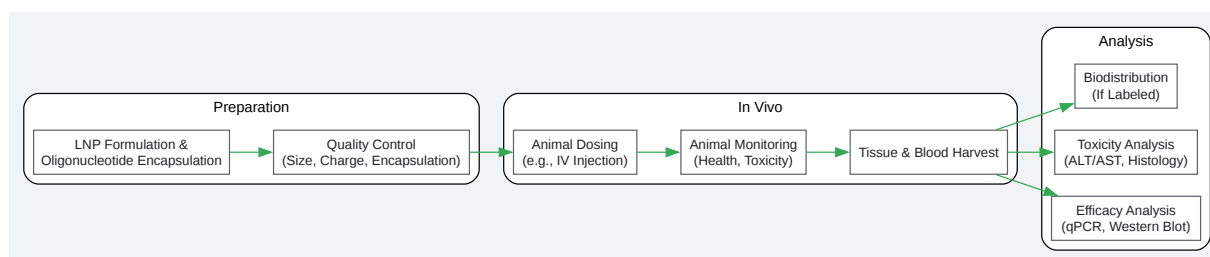 Preparation
LNP Formulation &
Oligonucleotide Encapsulation
Quality Control
(Size, Charge, Encapsulation)
In Vivo
Animal Dosing
(e.g., IV Injection)
Animal Monitoring
(Health, Toxicity)
Tissue & Blood Harvest
Analysis
Biodistribution
(If Labeled)
Toxicity Analysis
(ALT/AST, Histology)
Efficacy Analysis
(qPCR, Western Blot)